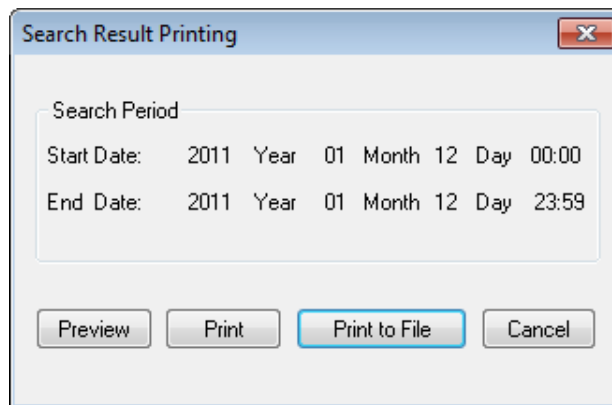 Search Result Printing
Search Period
Start Date: 2011 Year 01 Month 12 Day 00:00
End Date: 2011 Year 01 Month 12 Day 23:59
Preview Print Print to File Cancel